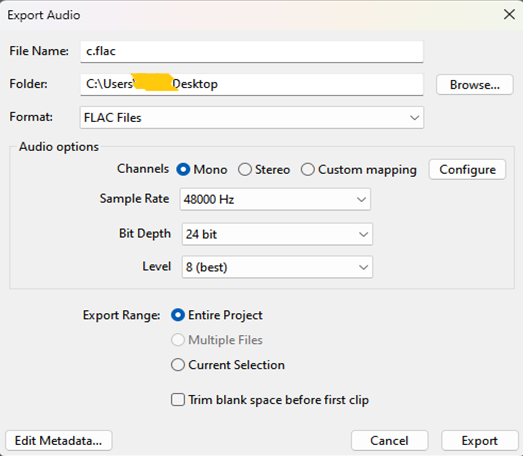 Export Audio
File Name: c.flac
Folder: C:\Users\ Desktop Browse...
Format: FLAC Files
Audio options
Channels Mono Stereo Custom mapping Configure
Sample Rate 48000 Hz
Bit Depth 24 bit
Level 8 (best)
Export Range: Entire Project
Multiple Files
Current Selection
Trim blank space before first clip
Edit Metadata... Cancel Export